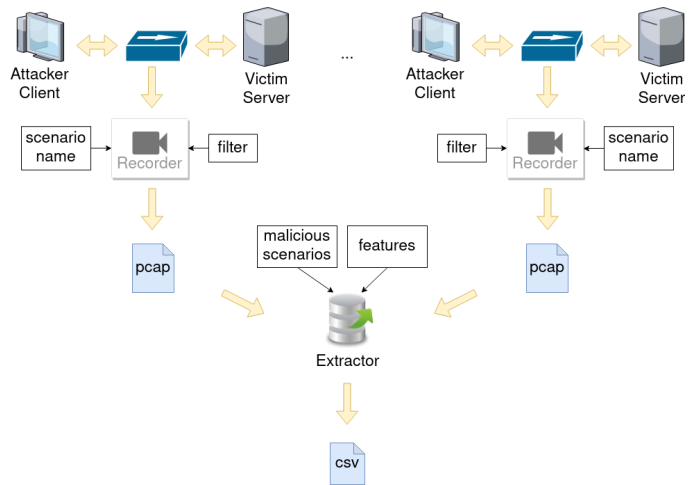 Attacker
Client
Victim
Server
...
Attacker
Client
Victim
Server
scenario
name
Recorder
filter
filter
Recorder
scenario
name
pcap
malicious
scenarios
features
pcap
Extractor
csv